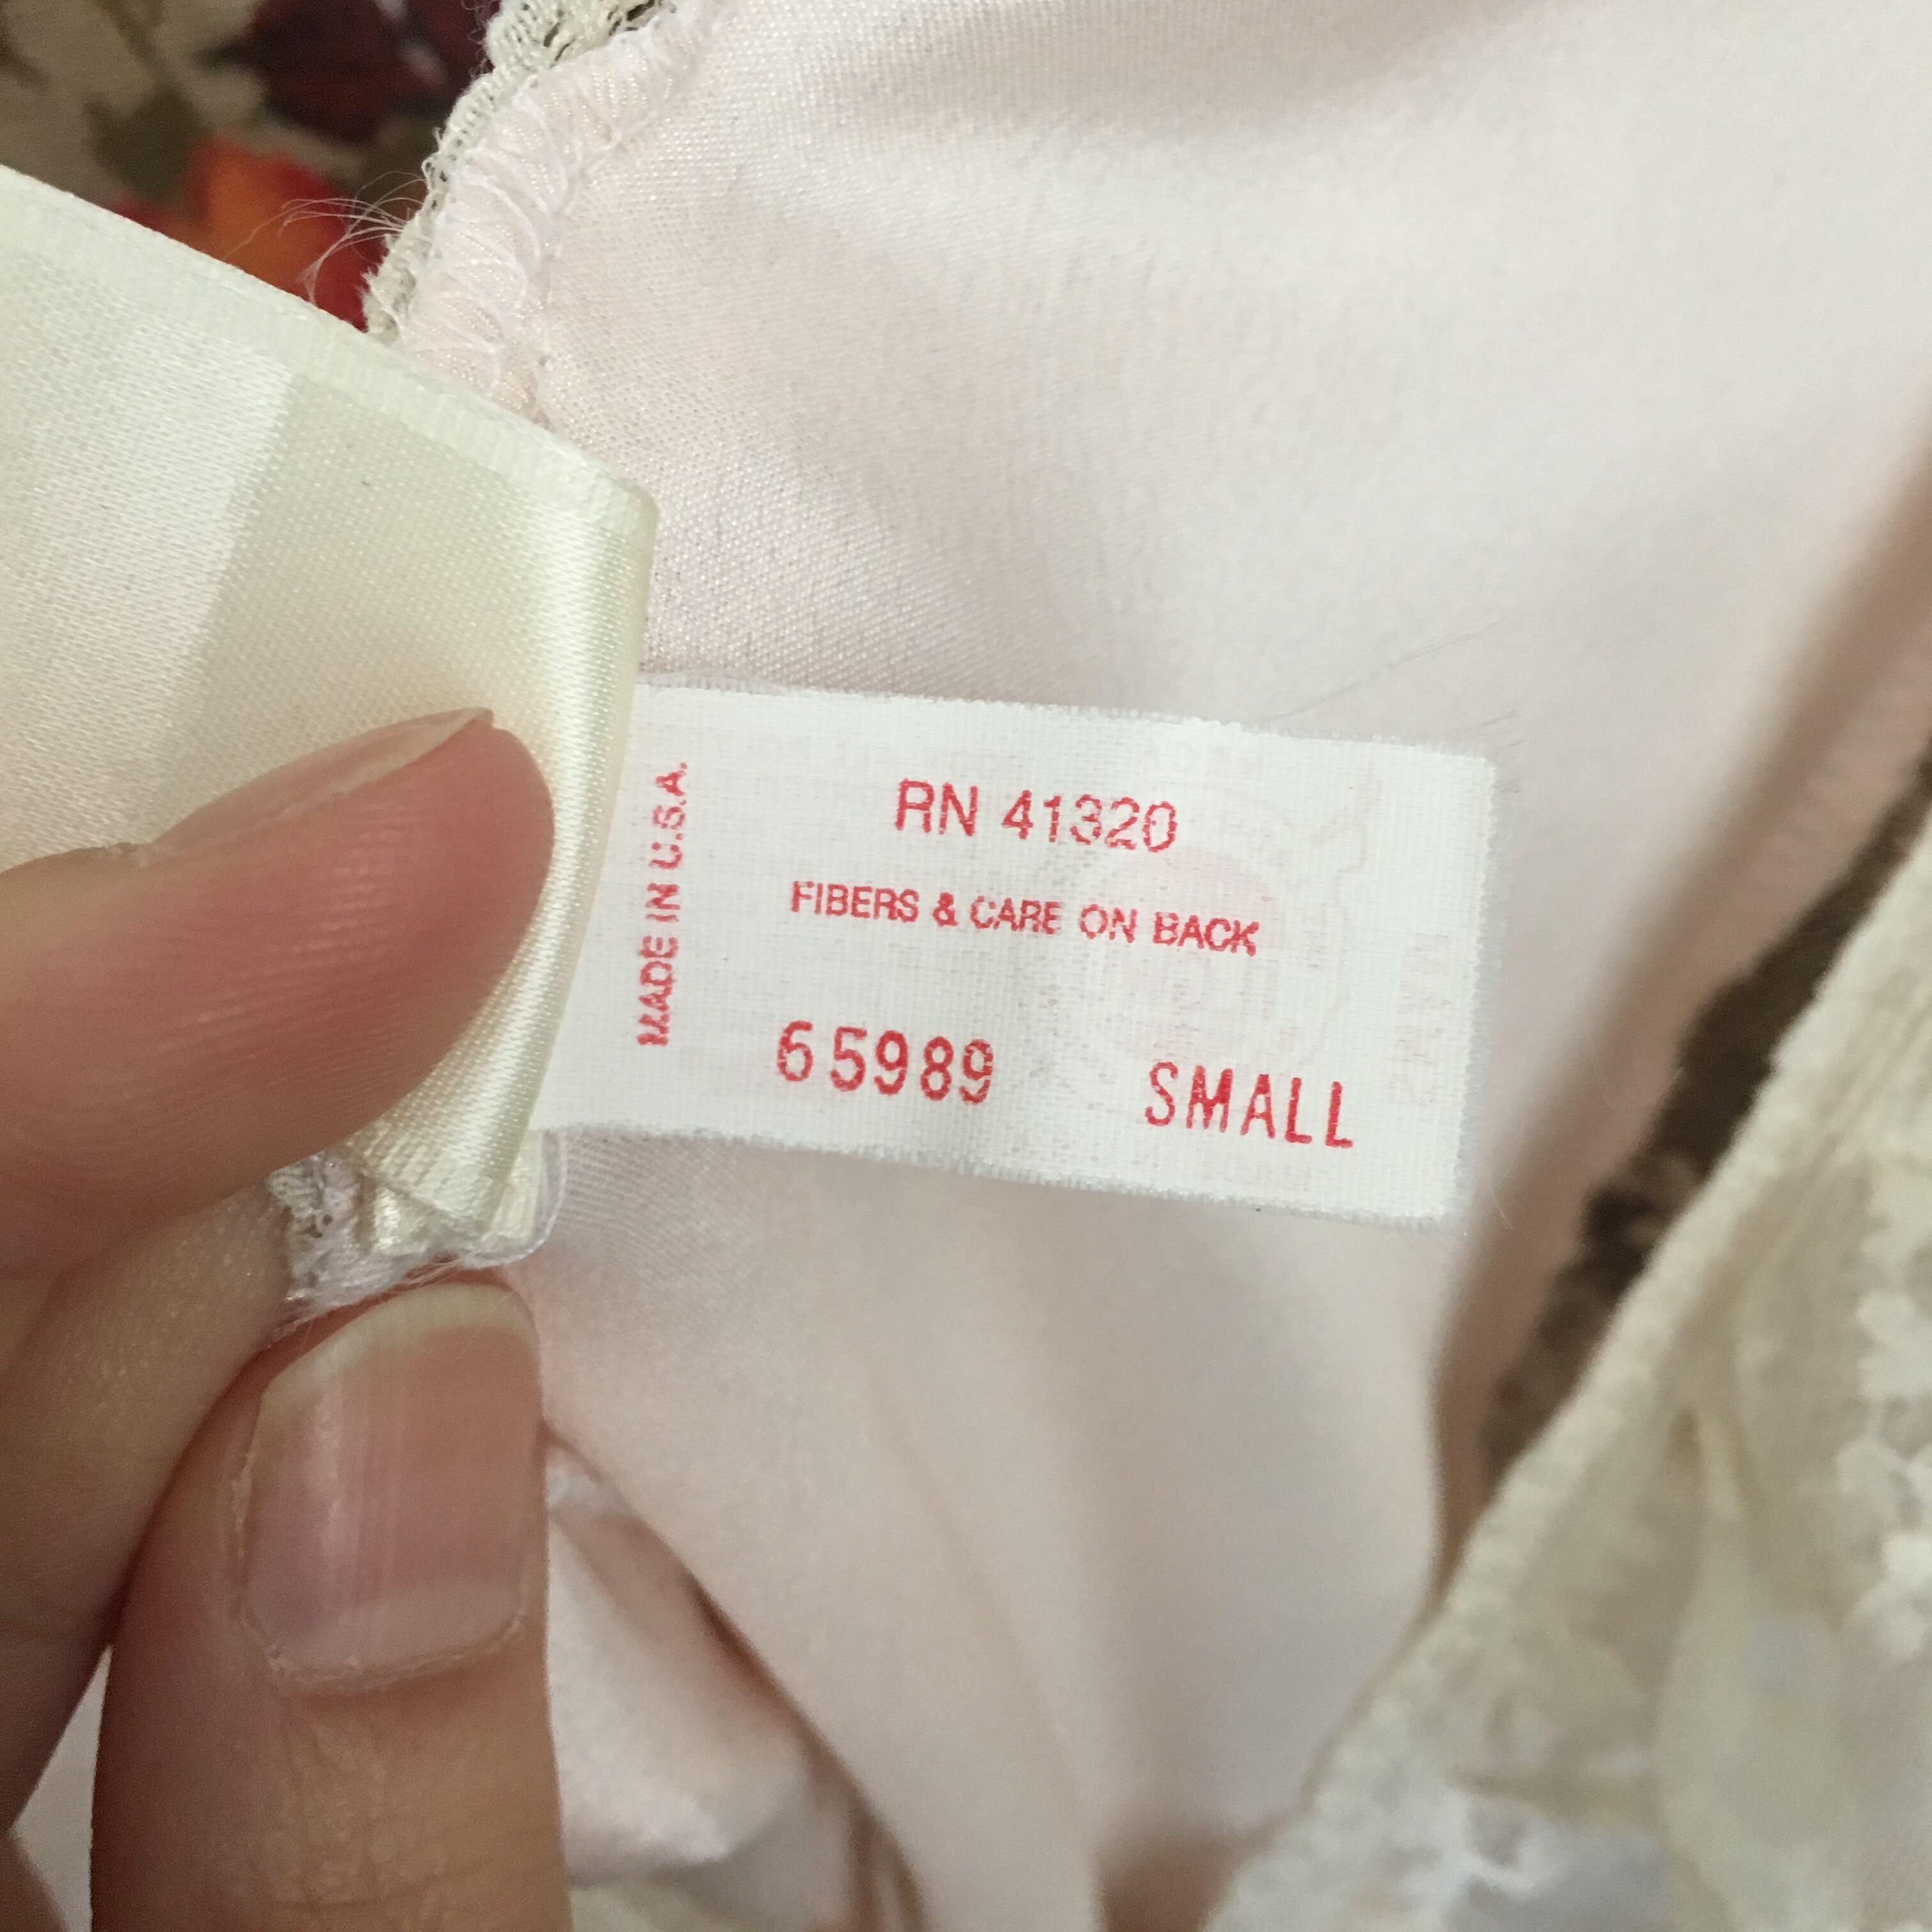 MADE IN U.S.A.
RN 41320
FIBERS & CARE ON BACK
65989 SMALL